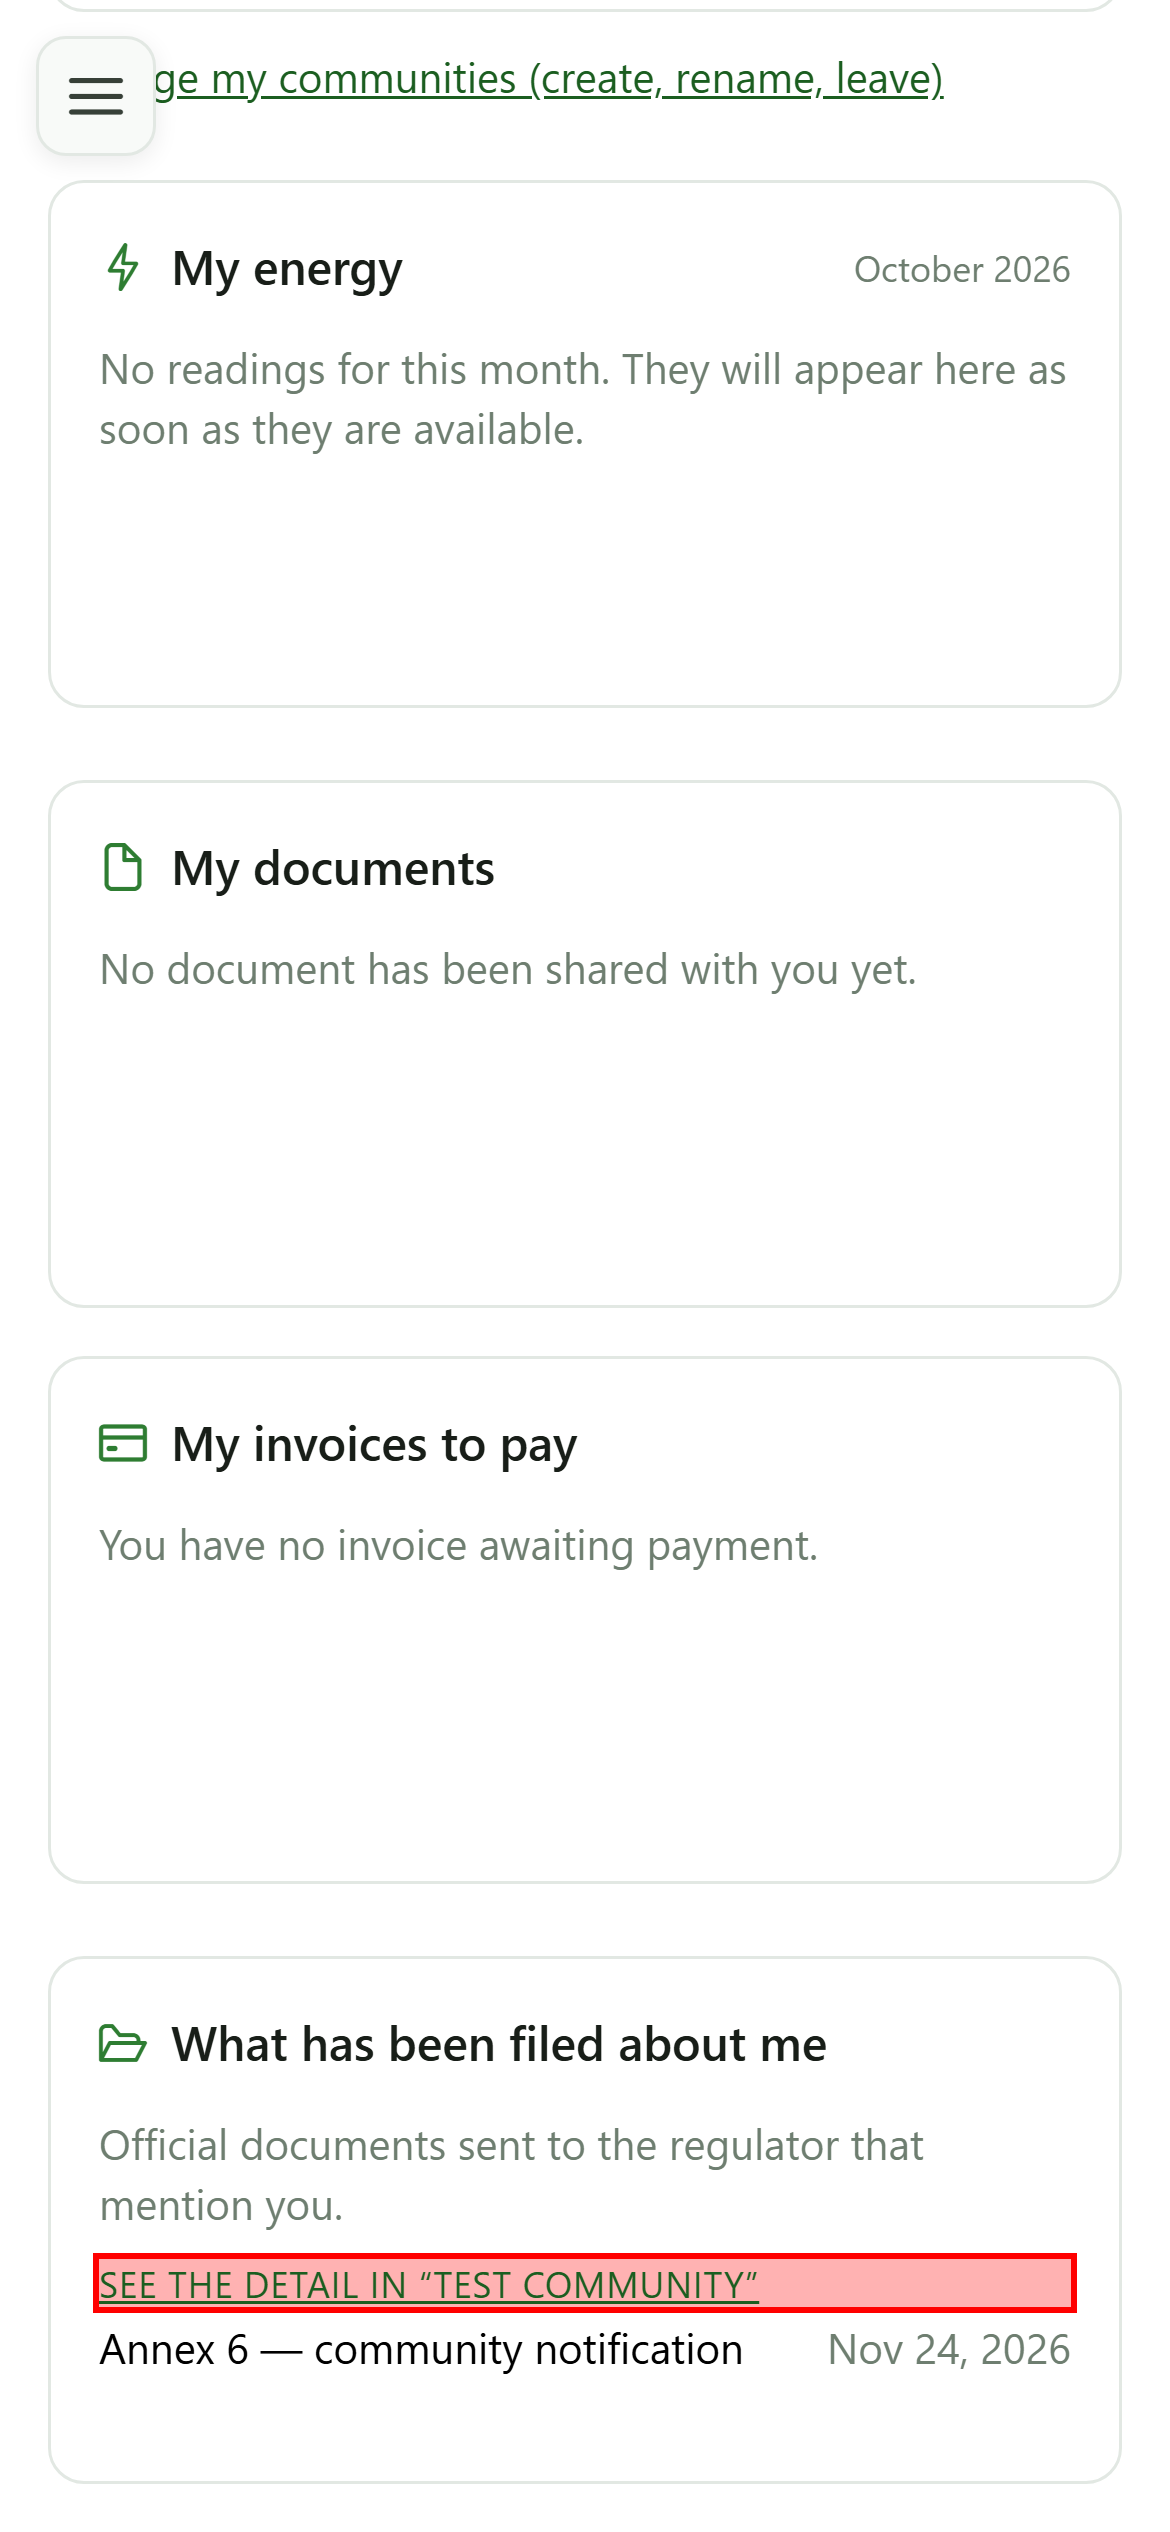 ge my communities (create, rename, leave)
My energy
October 2026
No readings for this month. They will appear here as
soon as they are available.
My documents
No document has been shared with you yet.
My invoices to pay
You have no invoice awaiting payment.
What has been filed about me
Official documents sent to the regulator that
mention you.
SEE THE DETAIL IN “TEST COMMUNITY”
Annex 6 — community notification
Nov 24, 2026